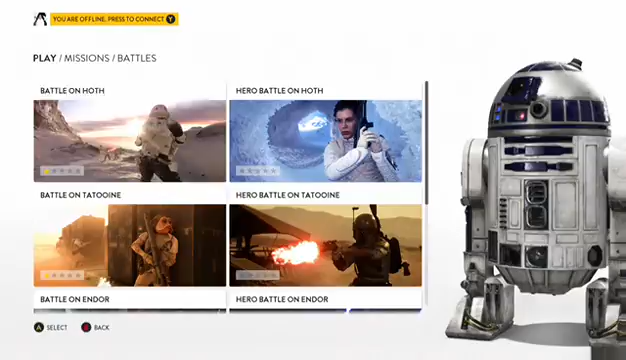 YOU ARE OFFLINE, PRESS TO CONNECT Y
PLAY / MISSIONS / BATTLES
BATTLE ON HOTH
HERO BATTLE ON HOTH
BATTLE ON TATOOINE
HERO BATTLE ON TATOOINE
BATTLE ON ENDOR
HERO BATTLE ON ENDOR
A SELECT
B BACK